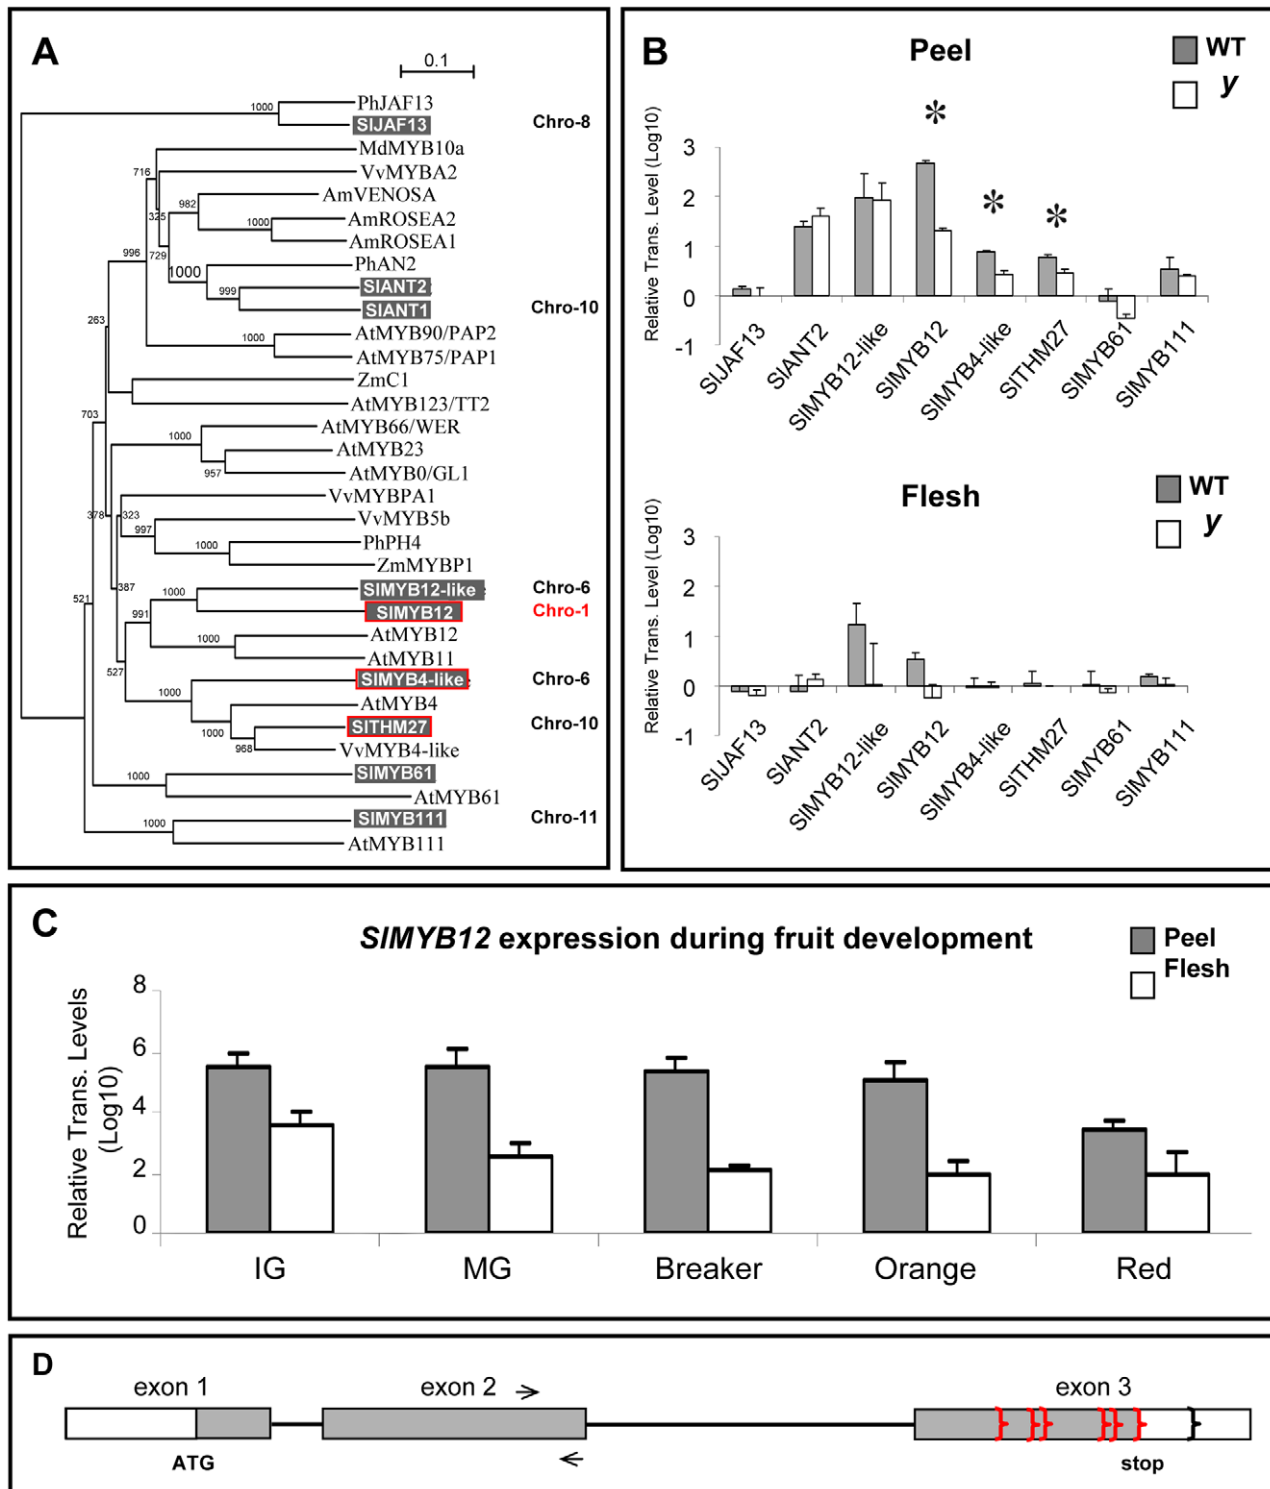 A
0.1
1000
PhJAF13
SlJAF13
Chro-8
MdMYB10a
716
VvMYBA2
982
AmVENOSA
325
AmROSEA2
1000
AmROSEA1
729
996
1000
PhAN2
SlANT2
999
SlANT1
Chro-10
263
AtMYB90/PAP2
1000
AtMYB75/PAP1
ZmC1
AtMYB123/TT2
703
AtMYB66/WER
1000
AtMYB23
957
AtMYB0/GL1
VvMYBPA1
378
323
VvMYB5b
997
PhPH4
1000
ZmMYBP1
387
SlMYB12-like
Chro-6
521
1000
SlMYB12
Chro-1
991
AtMYB12
1000
AtMYB11
527
SlMYB4-like
Chro-6
1000
AtMYB4
SlTHM27
Chro-10
1000
968
VvMYB4-like
SlMYB61
1000
AtMYB61
SlMYB111
Chro-11
1000
AtMYB111
B
Peel
WT
y
Relative Trans. Level (Log10)
3
2
1
0
-1
* * *
SlJAF13
SlANT2
SlMYB12-like
SlMYB12
SlMYB4-like
SlTHM27
SlMYB61
SlMYB111
Flesh
WT
y
Relative Trans. Level (Log10)
3
2
1
0
-1
SlJAF13
SlANT2
SlMYB12-like
SlMYB12
SlMYB4-like
SlTHM27
SlMYB61
SlMYB111
C
SlMYB12 expression during fruit development
Peel
Flesh
Relative Trans. Levels
(Log10)
8
6
4
2
0
IG MG Breaker Orange Red
D
exon 1 exon 2 exon 3
ATG stop